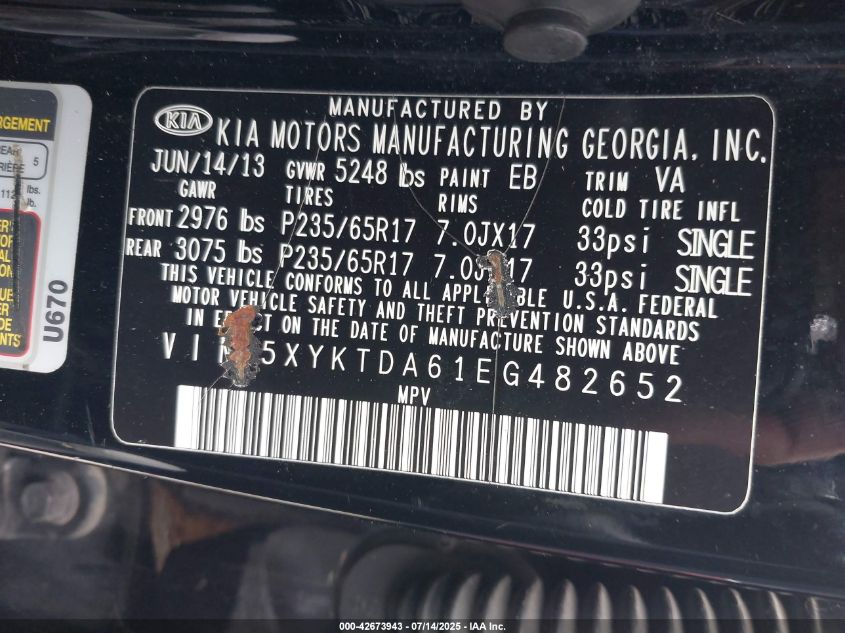 MANUFACTURED BY
KIA KIA MOTORS MANUFACTURING GEORGIA, INC.
JUN/14/13 GVWR 5248 lbs PAINT EB TRIM VA
GAWR TIRES RIMS COLD TIRE INFL
FRONT 2976 lbs P235/65R17 7.0JX17 33psi SINGLE
REAR 3075 lbs P235/65R17 17 33psi SINGLE
THIS VEHICLE CONFORMS TO ALL U.S.A. FEDERAL
MOTOR VEHICLE SAFETY AND THEFT PREVENTION STANDARDS
IN ON THE DATE OF MANUFACTURE SHOWN ABOVE
5XYKTDA61EG482652
MPV
5
lbs.
U670
000-42673943 / 07/14/2025 - IAA Inc.